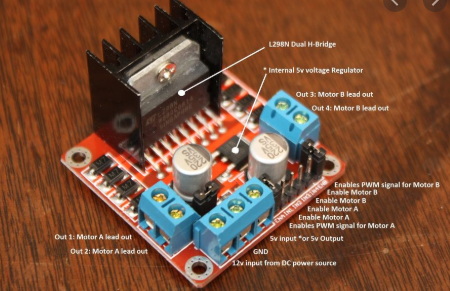 L298N Dual H-Bridge
* Internal 5v voltage Regulator
Out 3: Motor B lead out
Out 4: Motor B lead out
Enables PWM signal for Motor B
Enable Motor B
Enable Motor B
Enable Motor A
Enable Motor A
Enables PWM signal for Motor A
Out 1: Motor A lead out
Out 2: Motor A lead out
5v input *or 5v Output
GND
12v input from DC power source